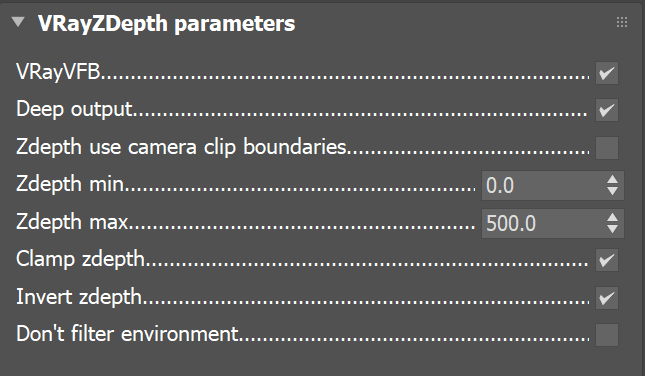 VRayZDepth parameters
VRayVFB
Deep output
Zdepth use camera clip boundaries
Zdepth min 0.0
Zdepth max 500.0
Clamp zdepth
Invert zdepth
Don't filter environment